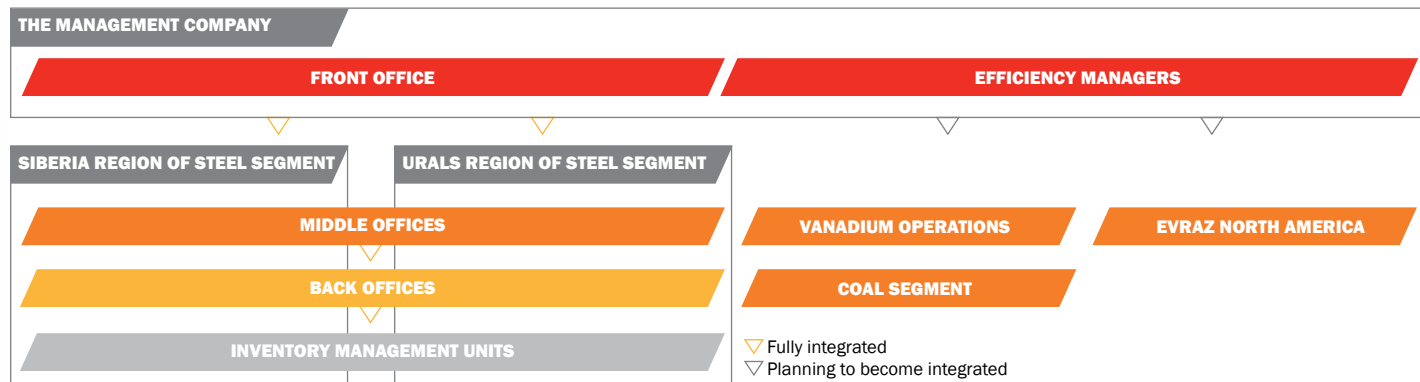 THE MANAGEMENT COMPANY
FRONT OFFICE
EFFICIENCY MANAGERS
SIBERIA REGION OF STEEL SEGMENT
URALS REGION OF STEEL SEGMENT
MIDDLE OFFICES
VANADIUM OPERATIONS
EVRAZ NORTH AMERICA
BACK OFFICES
COAL SEGMENT
INVENTORY MANAGEMENT UNITS
Fully integrated
Planning to become integrated